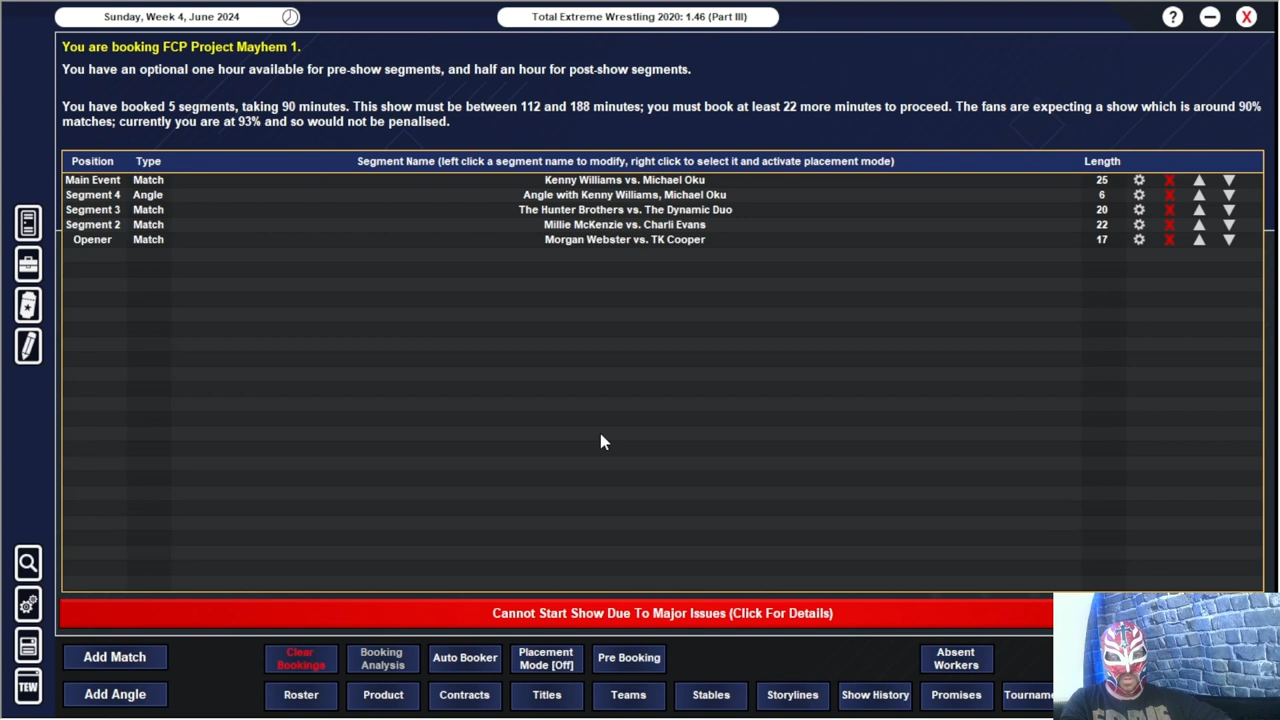 Sunday, Week 4, June 2024
Total Extreme Wrestling 2020: 1.46 (Part III)
? X
You are booking FCP Project Mayhem 1.
You have an optional one hour available for pre-show segments, and half an hour for post-show segments.
You have booked 5 segments, taking 90 minutes. This show must be between 112 and 188 minutes; you must book at least 22 more minutes to proceed. The fans are expecting a show which is around 90%
matches; currently you are at 93% and so would not be penalised.
Position Type Segment Name (left click a segment name to modify, right click to select it and activate placement mode) Length
Main Event Match Kenny Williams vs. Michael Oku 25 X
Segment 4 Angle Angle with Kenny Williams, Michael Oku 6 X
Segment 3 Match The Hunter Brothers vs. The Dynamic Duo 20 X
Segment 2 Match Millie McKenzie vs. Charli Evans 22 X
Opener Match Morgan Webster vs. TK Cooper 17 X
Cannot Start Show Due To Major Issues (Click For Details)
Add Match
Clear
Bookings
Booking
Analysis
Auto Booker
Placement
Mode [Off]
Pre Booking
Absent
Workers
TEW
Add Angle
Roster
Product
Contracts
Titles
Teams
Stables
Storylines
Show History
Promises
Tourname